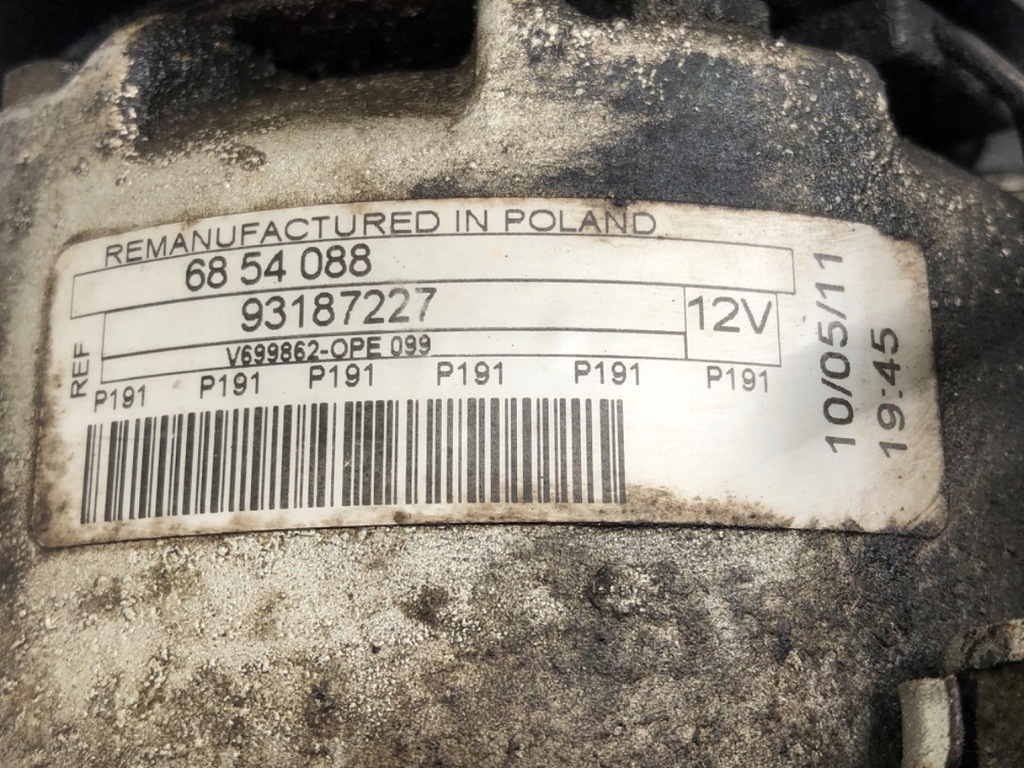 REMANUFACTURED IN POLAND
68 54 088
93187227
12V
REF
V699862-OPE 099
P191 P191 P191 P191 P191 P191
10/05/11
19:45